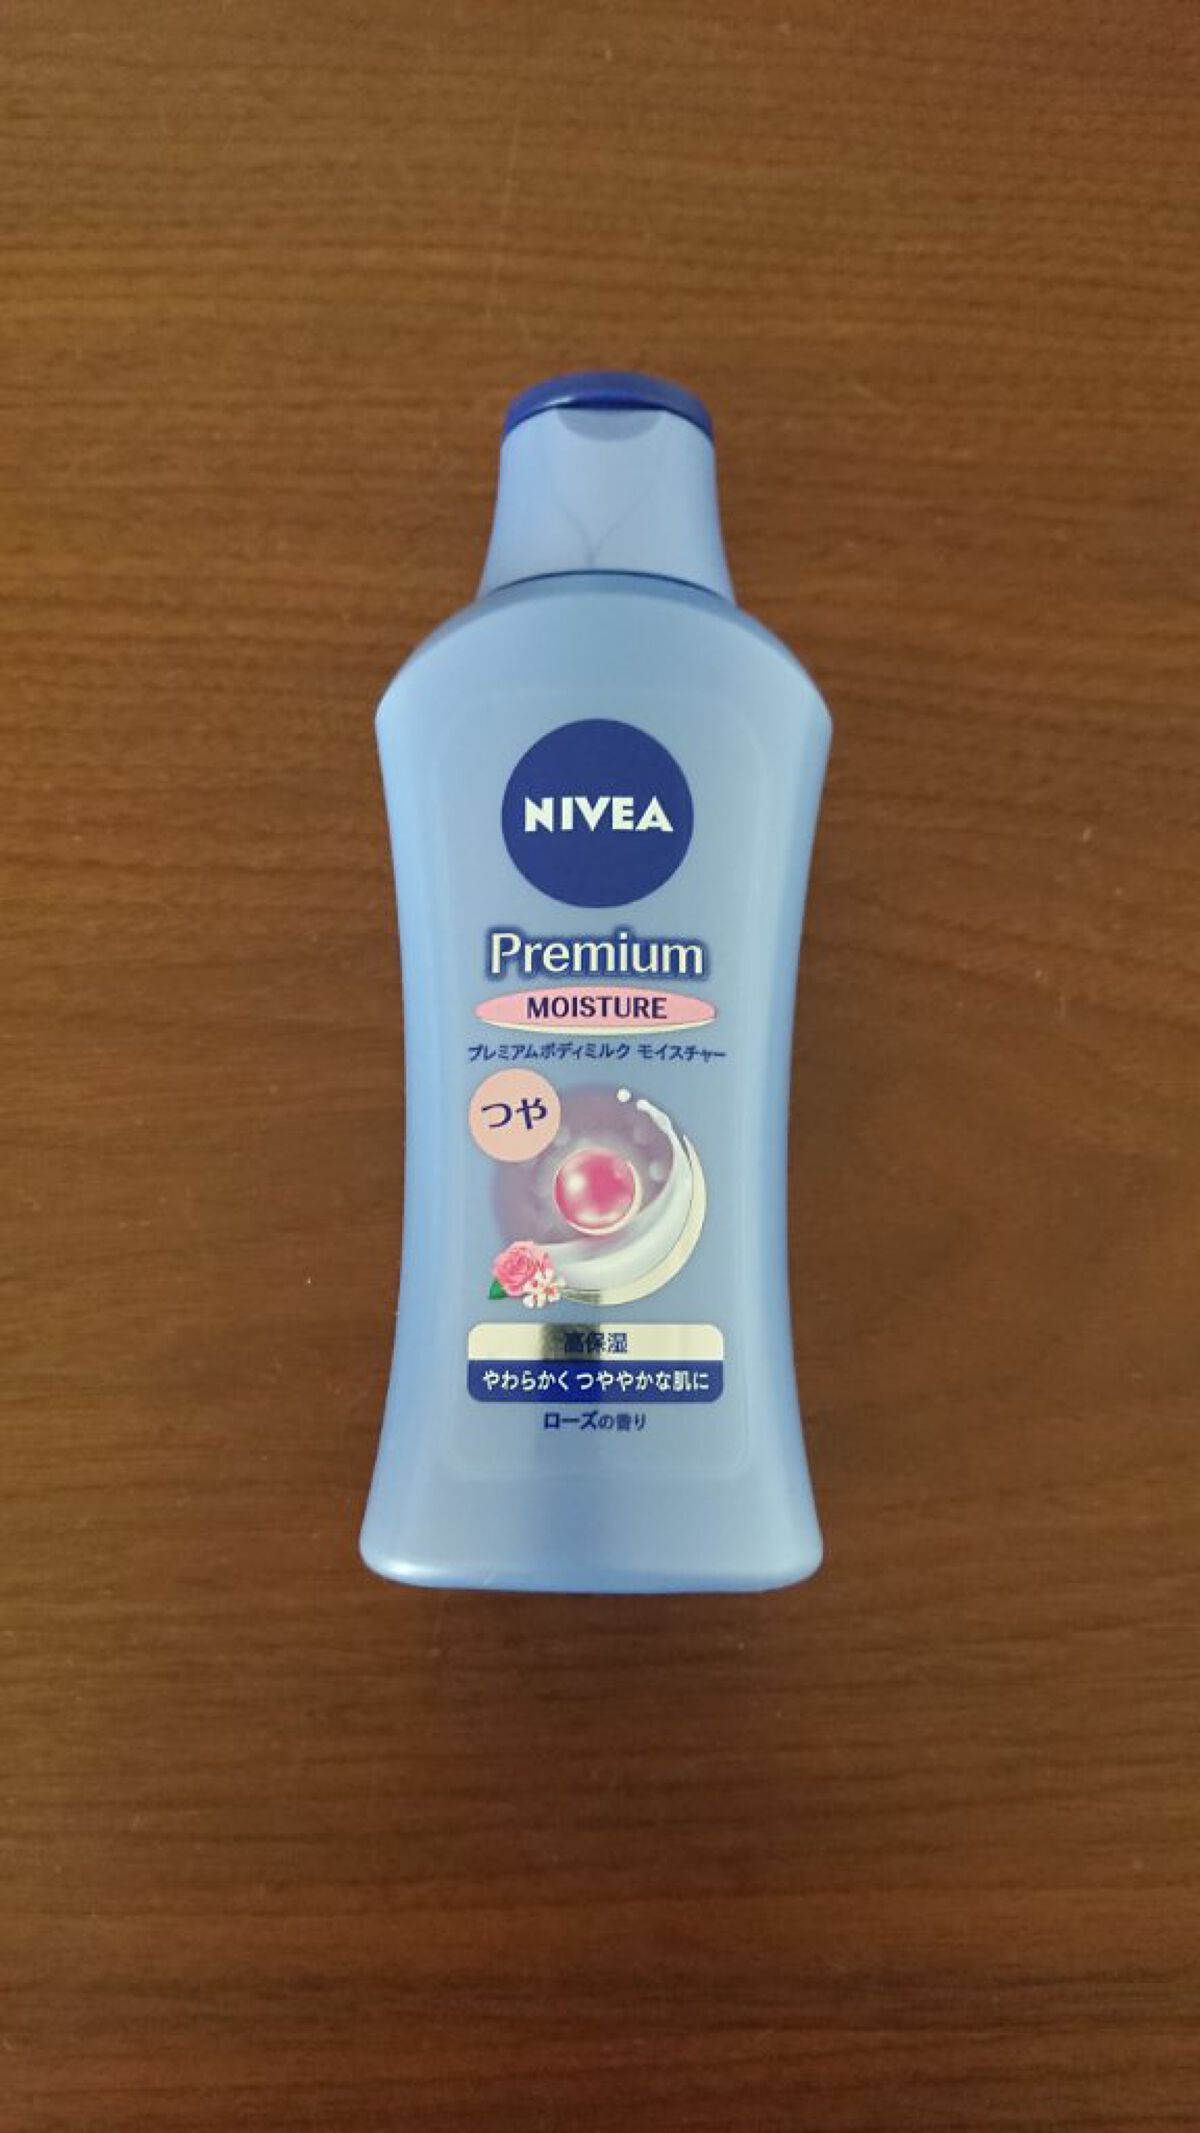 NIVEA
Premium
MOISTURE
プレミアムボディミルク モイスチャー
つや
高保湿
やわらかく つややかな肌に
ローズの香り